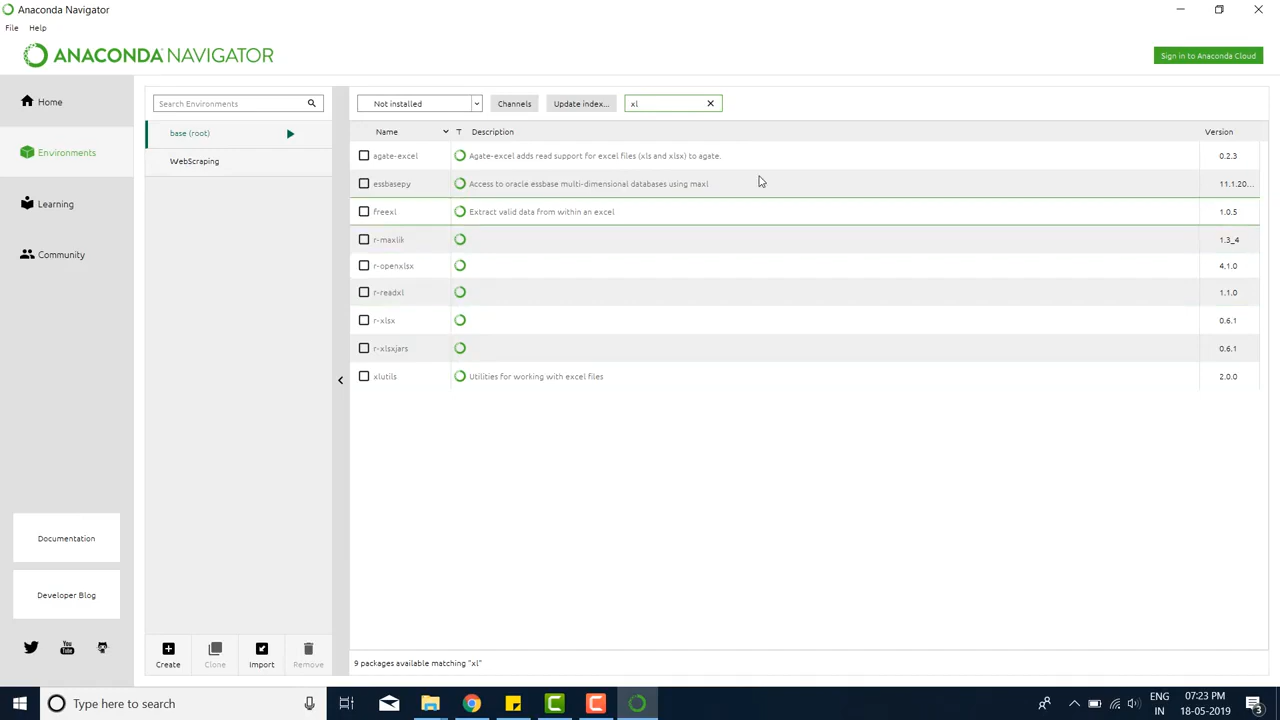 Anaconda Navigator
File Help
ANACONDA NAVIGATOR
Sign in to Anaconda Cloud
Home
Environments
Learning
Community
Documentation
Developer Blog
Search Environments
base (root)
WebScraping
Create Clone Import Remove
Not installed Channels Update index... xl
Name T Description Version
agate-excel Agate-excel adds read support for excel files (xls and xlsx) to agate. 0.2.3
essbasepy Access to oracle essbase multi-dimensional databases using maxl 11.1.20...
freexl Extract valid data from within an excel 1.0.5
r-maxlik 1.3_4
r-openxlsx 4.1.0
r-readxl 1.1.0
r-xlsx 0.6.1
r-xlsxjars 0.6.1
xlutils Utilities for working with excel files 2.0.0
9 packages available matching "xl"
Type here to search
ENG
IN
07:23 PM
18-05-2019
3